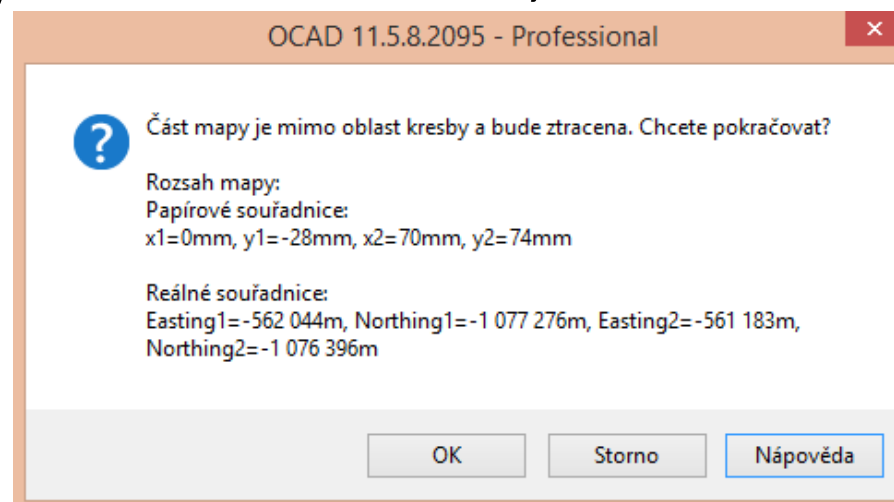 OCAD 11.5.8.2095 - Professional
Část mapy je mimo oblast kresby a bude ztracena. Chcete pokračovat?
Rozsah mapy:
Papírové souřadnice:
x1=0mm, y1=-28mm, x2=70mm, y2=74mm
Reálné souřadnice:
Easting1=-562 044m, Northing1=-1 077 276m, Easting2=-561 183m,
Northing2=-1 076 396m
OK Storno Nápověda